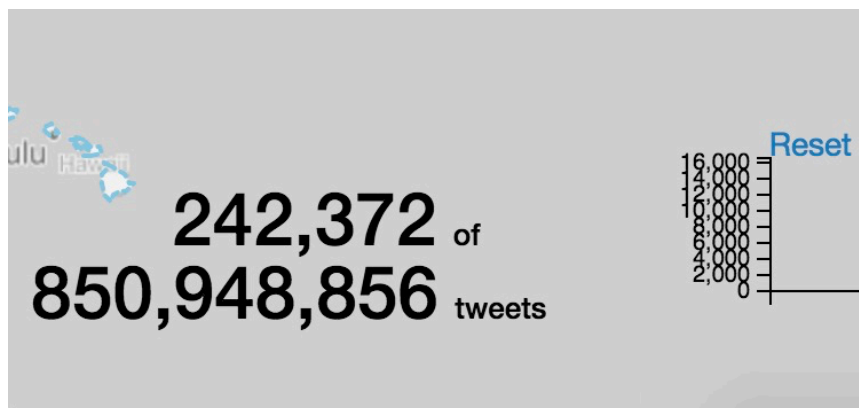 ulu
Hawaii
242,372 of
850,948,856 tweets
Reset
16,000
14,000
12,000
10,000
8,000
6,000
4,000
2,000
0